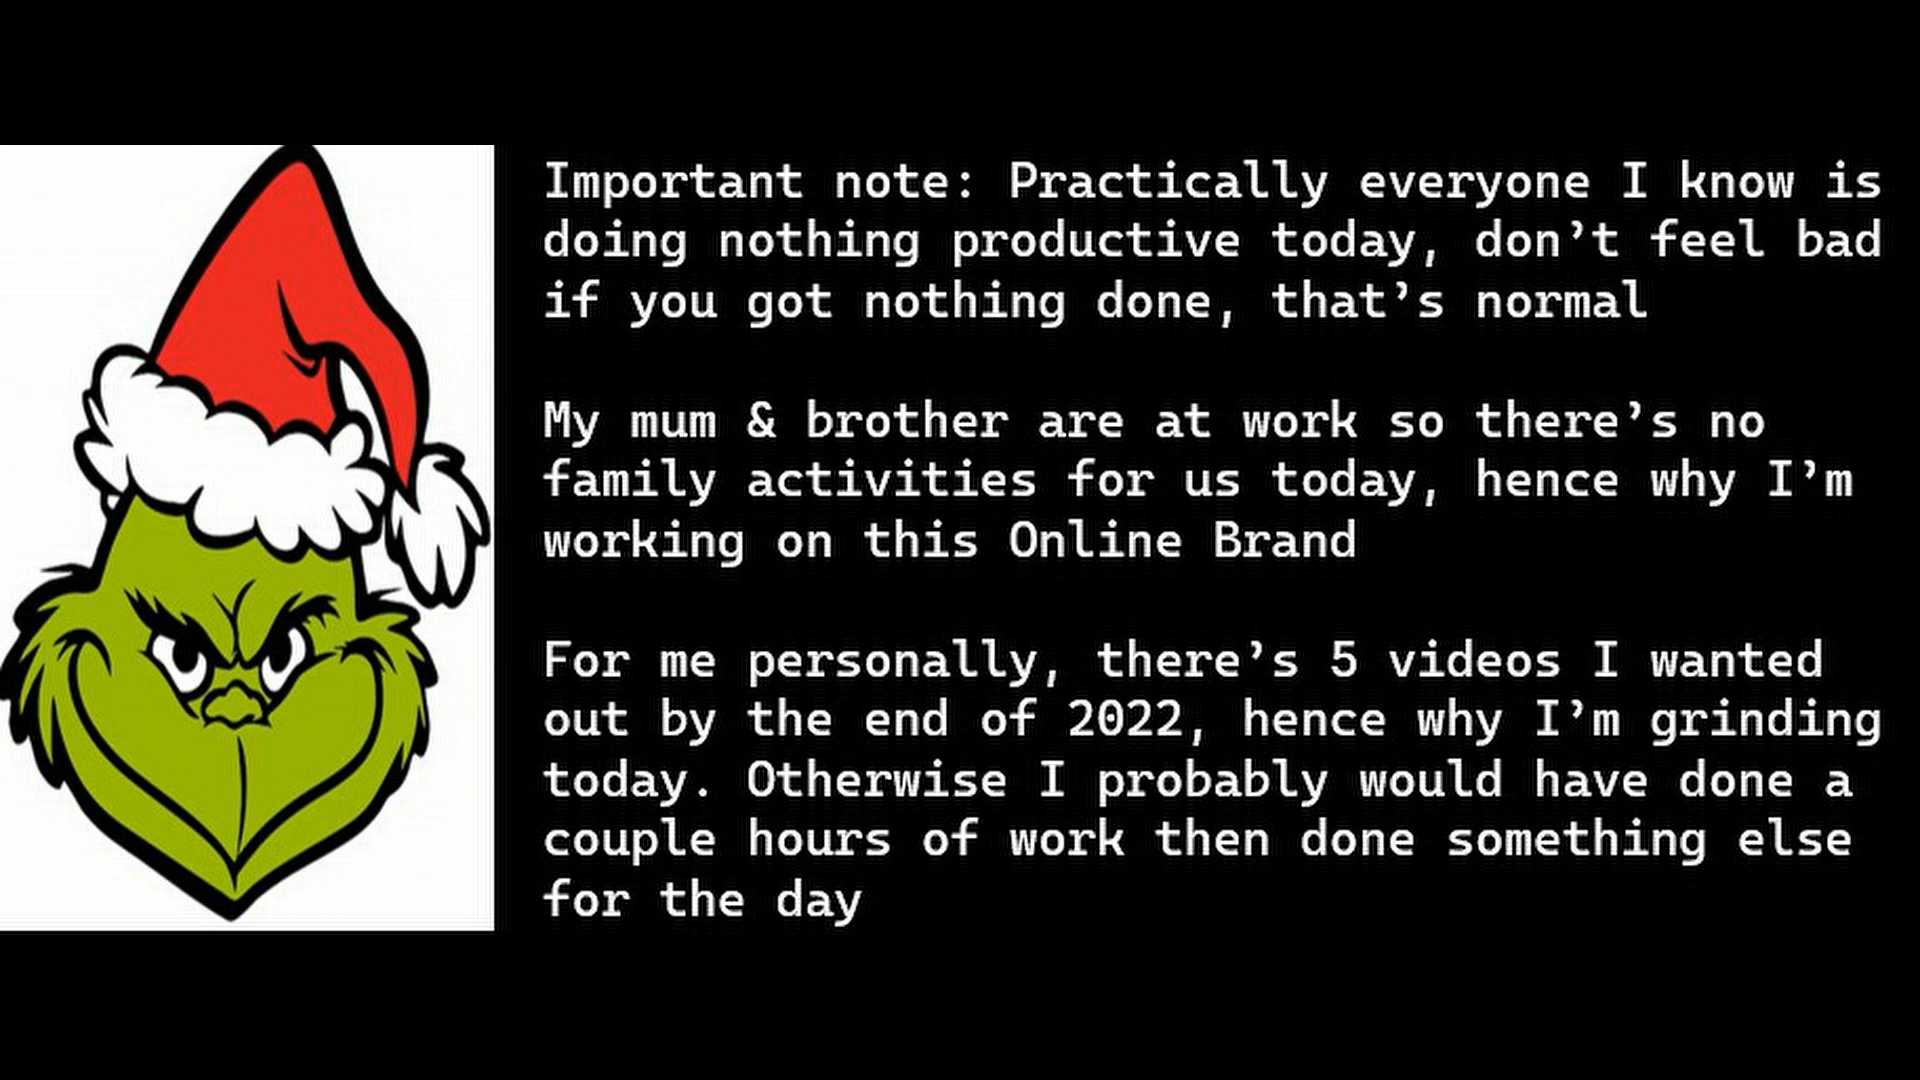 Important note: Practically everyone I know is
doing nothing productive today, don’t feel bad
if you got nothing done, that’s normal
My mum & brother are at work so there’s no
family activities for us today, hence why I’m
working on this Online Brand
For me personally, there’s 5 videos I wanted
out by the end of 2022, hence why I’m grinding
today. Otherwise I probably would have done a
couple hours of work then done something else
for the day